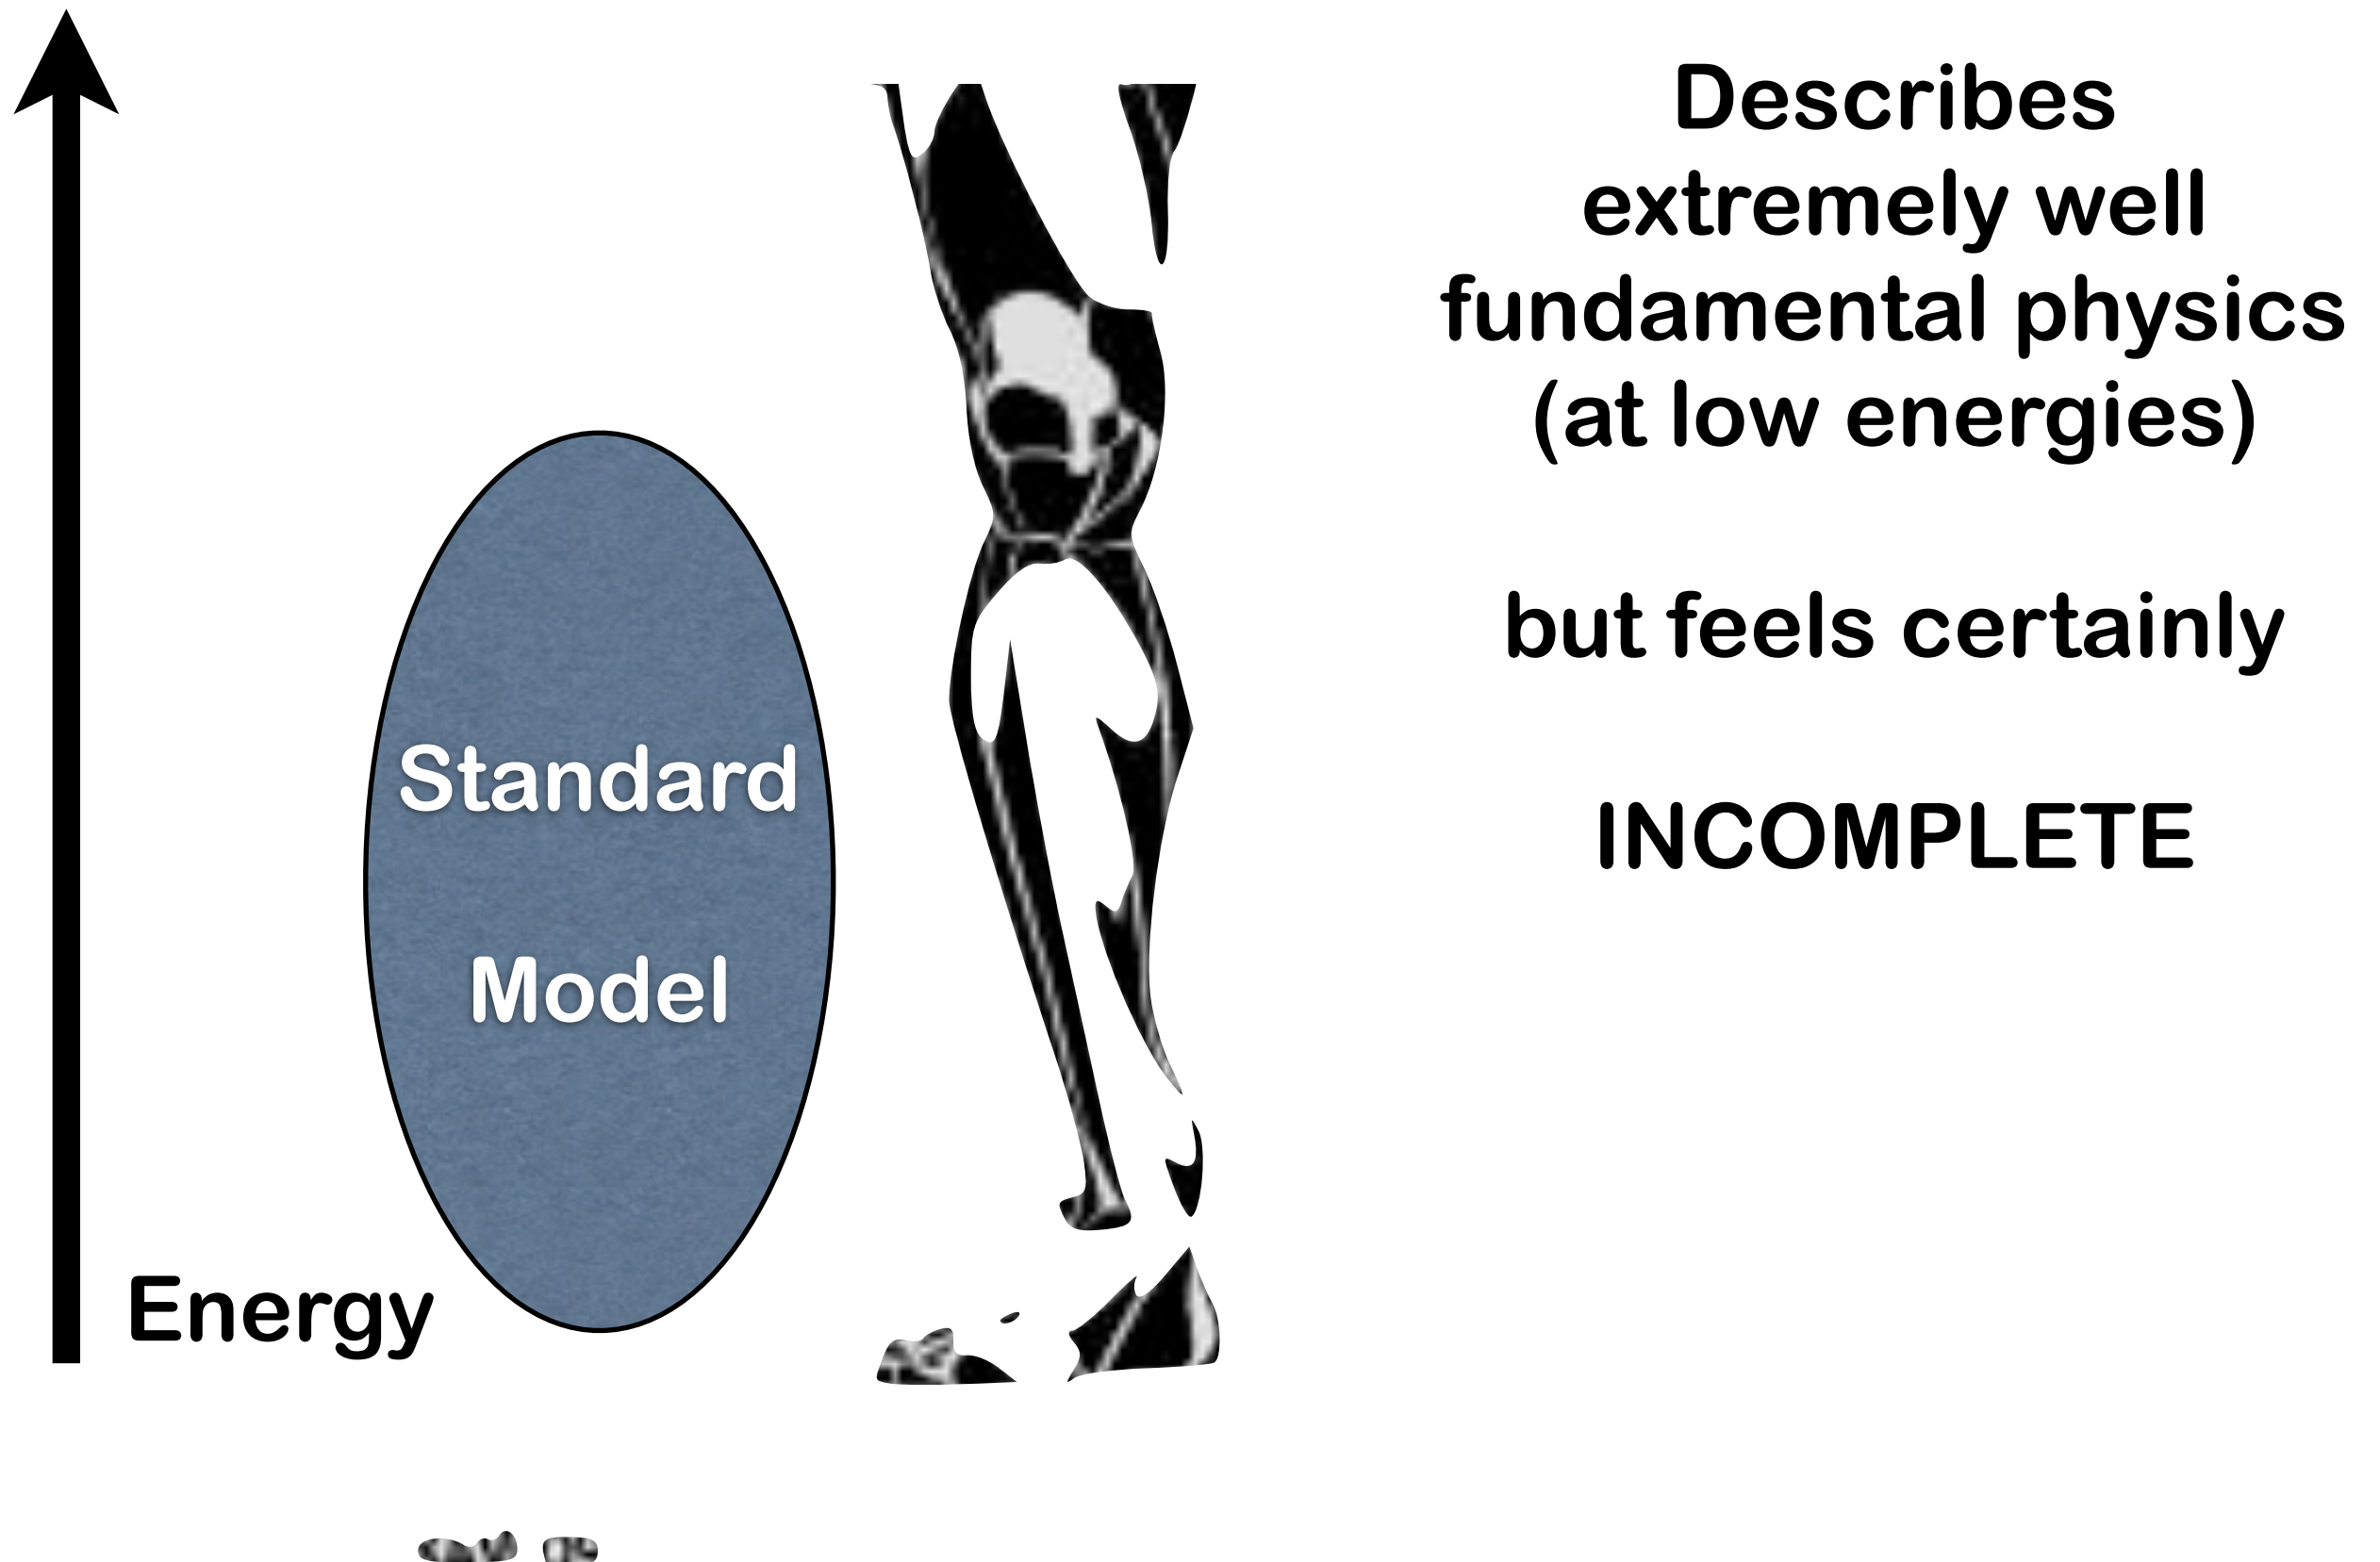 Describes
extremely well
fundamental physics
(at low energies)
but feels certainly
INCOMPLETE
Standard
Model
Energy